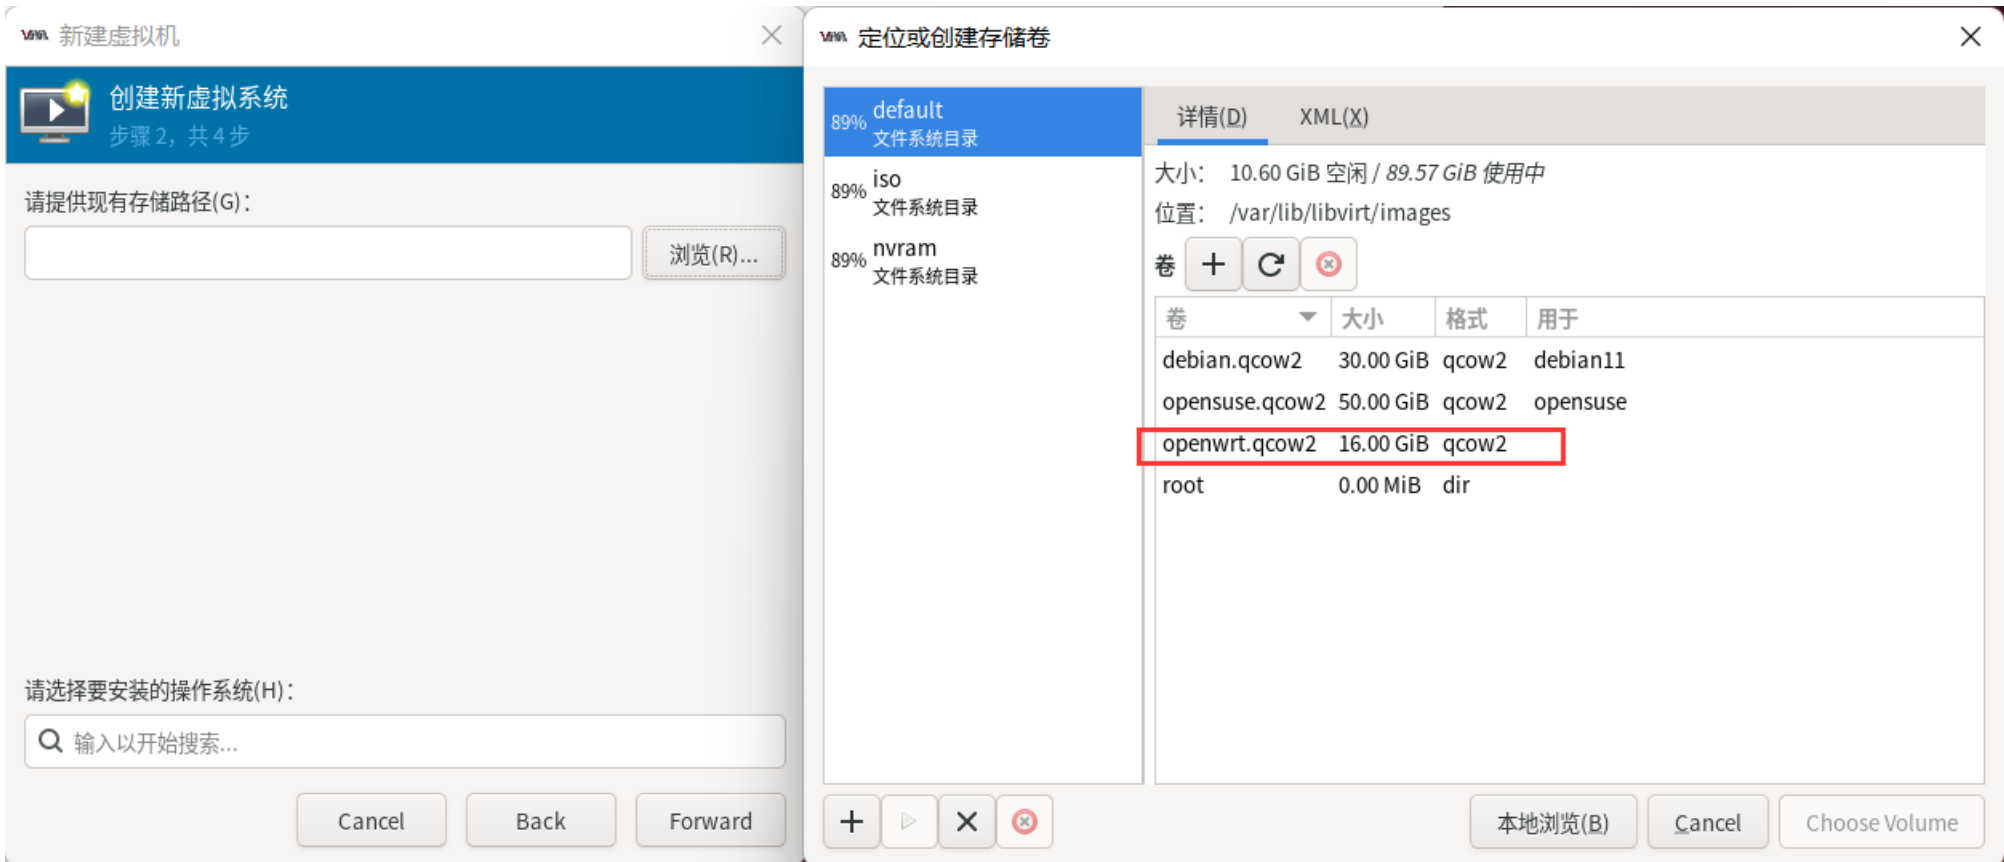 新建虚拟机
创建新虚拟系统
步骤 2，共 4 步
请提供现有存储路径(G)：
浏览(R)...
请选择要安装的操作系统(H)：
输入以开始搜索...
Cancel
Back
Forward
定位或创建存储卷
89% default
文件系统目录
89% iso
文件系统目录
89% nvram
文件系统目录
详情(D) XML(X)
大小： 10.60 GiB 空闲 / 89.57 GiB 使用中
位置： /var/lib/libvirt/images
卷
卷 大小 格式 用于
debian.qcow2 30.00 GiB qcow2 debian11
opensuse.qcow2 50.00 GiB qcow2 opensuse
openwrt.qcow2 16.00 GiB qcow2
root 0.00 MiB dir
本地浏览(B) Cancel Choose Volume